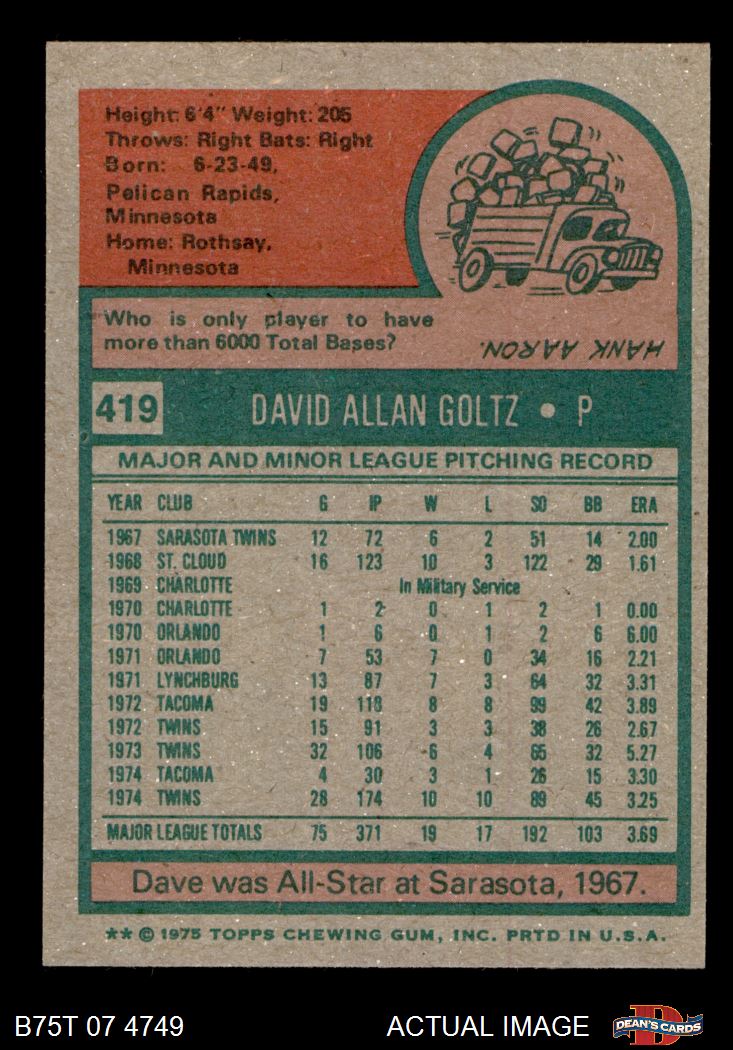 Height: 6'4" Weight: 205
Throws: Right Bats: Right
Born: 6-23-49,
Pelican Rapids,
Minnesota
Home: Rothsay,
Minnesota
Who is only player to have
more than 6000 Total Bases?
HANK AARON.
419 DAVID ALLAN GOLTZ • P
MAJOR AND MINOR LEAGUE PITCHING RECORD
YEAR CLUB G IP W L SO BB ERA
1967 SARASOTA TWINS 12 72 6 2 51 14 2.00
1968 ST. CLOUD 16 123 10 3 122 29 1.61
1969 CHARLOTTE In Military Service
1970 CHARLOTTE 1 2 0 1 2 1 0.00
1970 ORLANDO 1 6 0 1 2 6 6.00
1971 ORLANDO 7 53 7 0 34 16 2.21
1971 LYNCHBURG 13 87 7 3 64 32 3.31
1972 TACOMA 19 118 8 8 99 42 3.89
1972 TWINS 15 91 3 3 38 26 2.67
1973 TWINS 32 106 6 4 65 32 5.27
1974 TACOMA 4 30 3 1 26 15 3.30
1974 TWINS 28 174 10 10 89 45 3.25
MAJOR LEAGUE TOTALS 75 371 19 17 192 103 3.69
Dave was All-Star at Sarasota, 1967.
** © 1975 TOPPS CHEWING GUM, INC. PRTD IN U.S.A.
B75T 07 4749 ACTUAL IMAGE DEAN'S CARDS